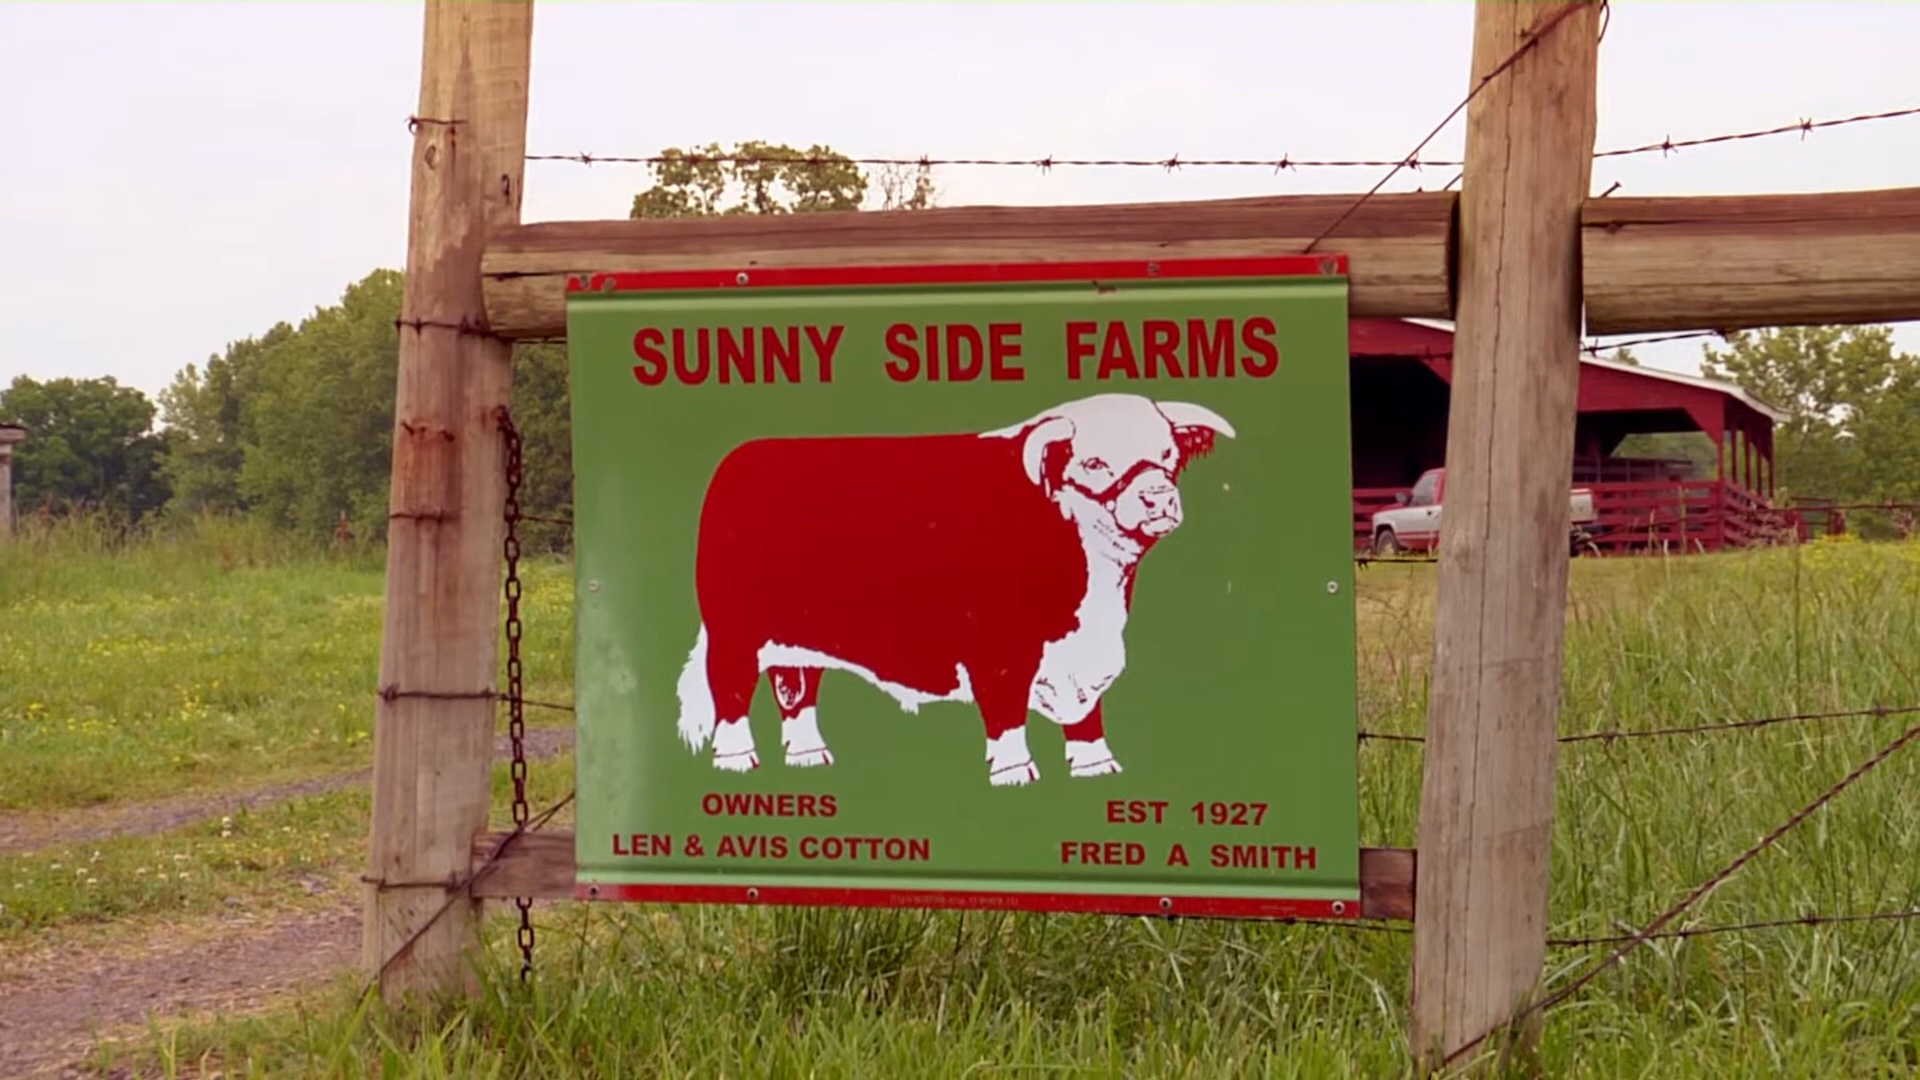 SUNNY SIDE FARMS
OWNERS
LEN & AVIS COTTON
EST 1927
FRED A SMITH